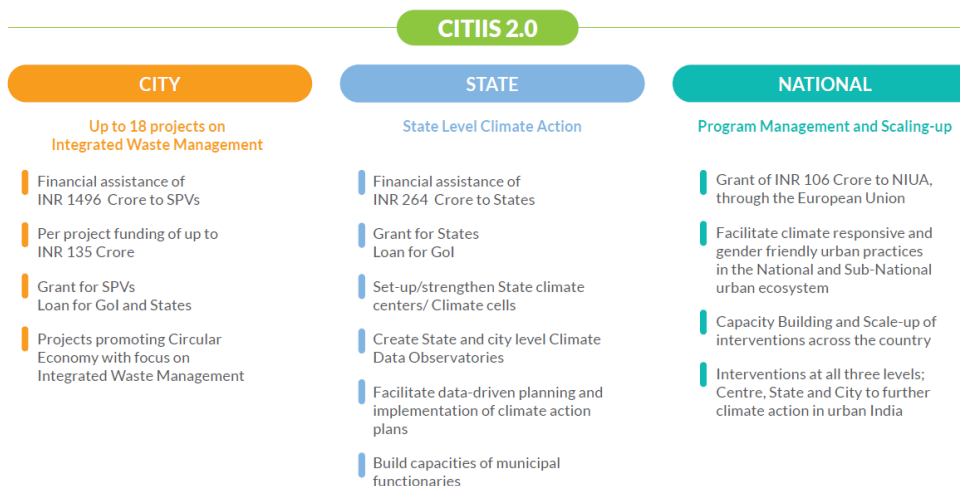 CITIIS 2.0
CITY
Up to 18 projects on
Integrated Waste Management
Financial assistance of
INR 1496 Crore to SPVs
Per project funding of up to
INR 135 Crore
Grant for SPVs
Loan for GoI and States
Projects promoting Circular
Economy with focus on
Integrated Waste Management
STATE
State Level Climate Action
Financial assistance of
INR 264 Crore to States
Grant for States
Loan for GoI
Set-up/strengthen State climate
centers/ Climate cells
Create State and city level Climate
Data Observatories
Facilitate data-driven planning and
implementation of climate action
plans
Build capacities of municipal
functionaries
NATIONAL
Program Management and Scaling-up
Grant of INR 106 Crore to NIUA,
through the European Union
Facilitate climate responsive and
gender friendly urban practices
in the National and Sub-National
urban ecosystem
Capacity Building and Scale-up of
interventions across the country
Interventions at all three levels;
Centre, State and City to further
climate action in urban India